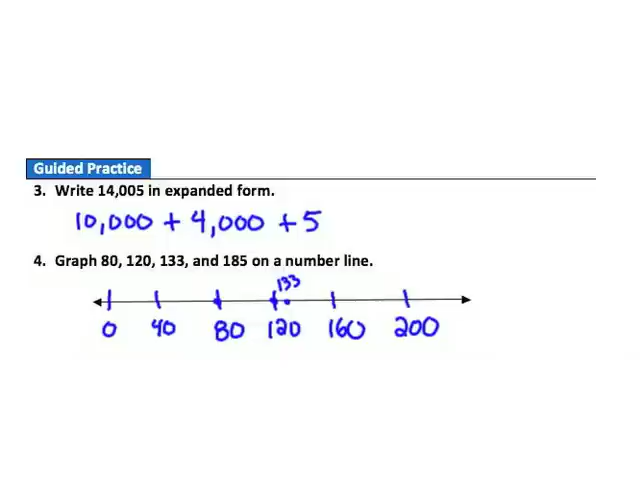 Guided Practice
3. Write 14,005 in expanded form.
10,000 + 4,000 + 5
4. Graph 80, 120, 133, and 185 on a number line.
133
0 40 80 120 160 200